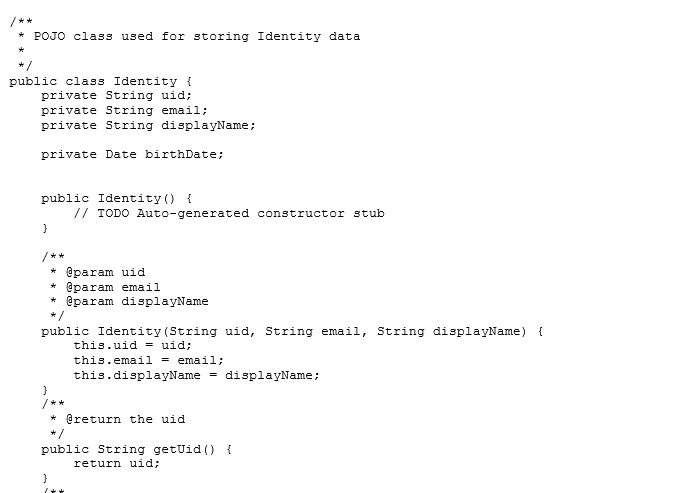 /**
 * POJO class used for storing Identity data
 *
 */
public class Identity {
    private String uid;
    private String email;
    private String displayName;

    private Date birthDate;


    public Identity() {
        // TODO Auto-generated constructor stub
    }

    /**
     * @param uid
     * @param email
     * @param displayName
     */
    public Identity(String uid, String email, String displayName) {
        this.uid = uid;
        this.email = email;
        this.displayName = displayName;
    }
    /**
     * @return the uid
     */
    public String getUid() {
        return uid;
    }
    /**